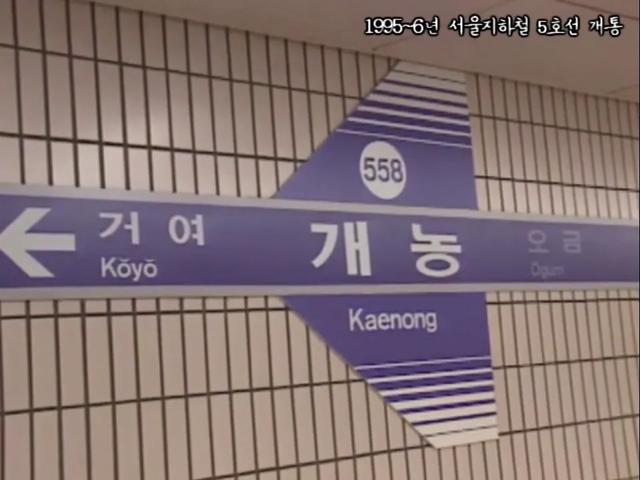 1995~6년 서울지하철 5호선 개통
558
거여 개농 오금
Kŏyŏ Ogum
Kaenong